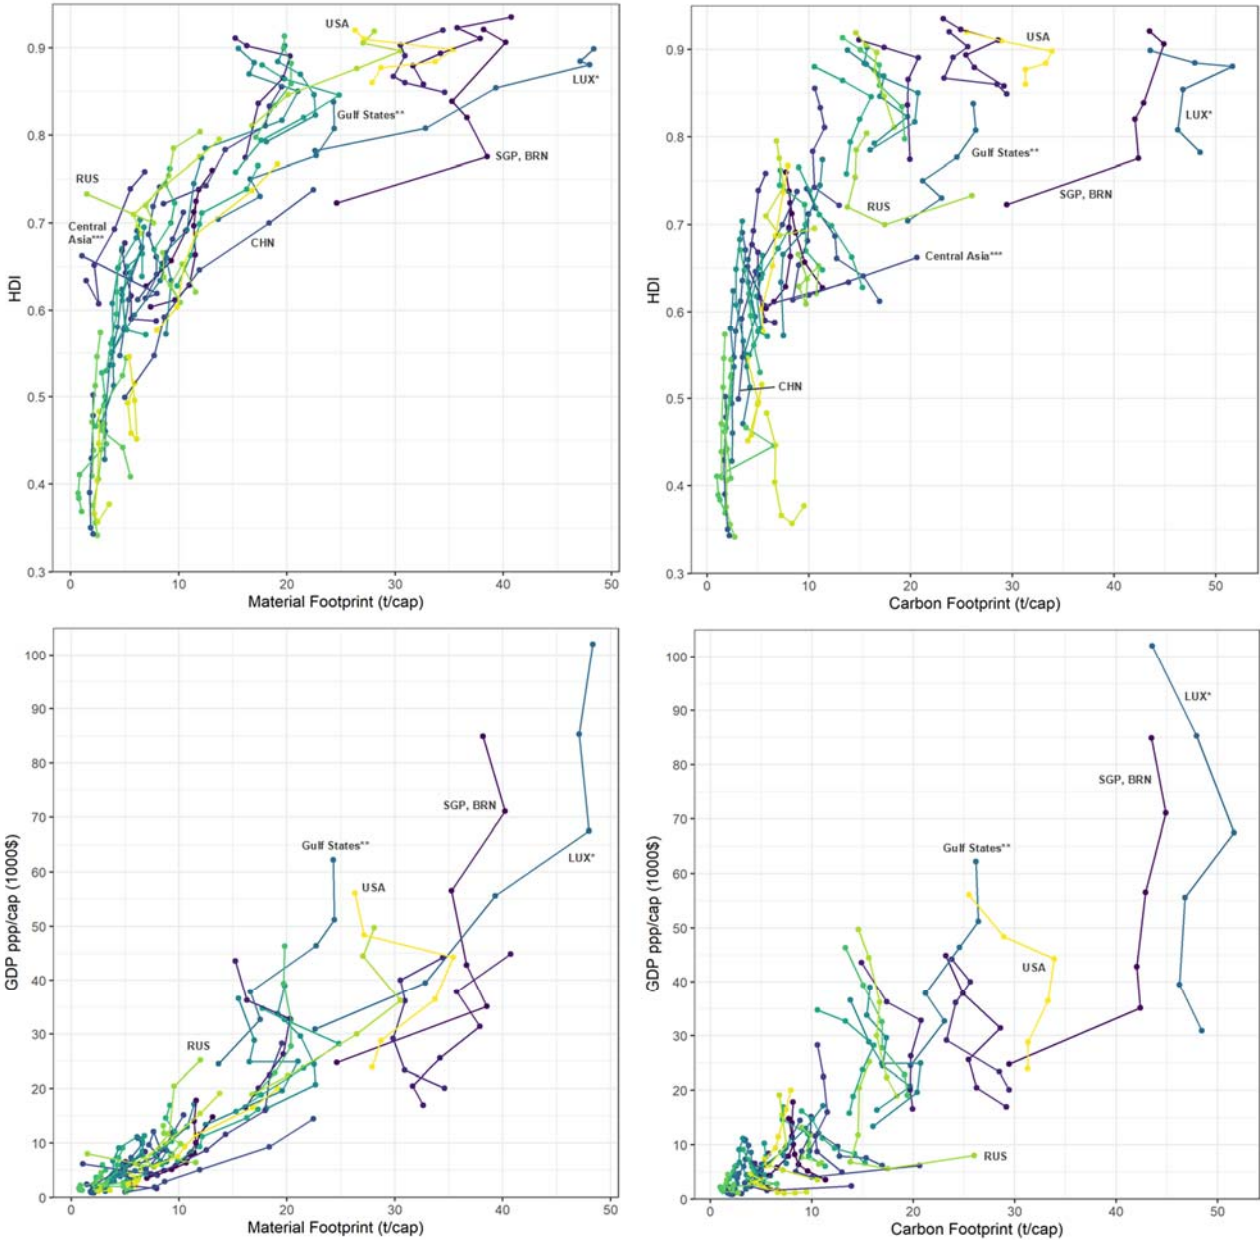 USA
LUX*
Gulf States**
SGP, BRN
RUS
Central
Asia***
CHN
HDI
0.9
0.8
0.7
0.6
0.5
0.4
0.3
0
10
20
30
40
50
Material Footprint (t/cap)
USA
LUX*
Gulf States**
SGP, BRN
RUS
Central Asia***
CHN
HDI
0.9
0.8
0.7
0.6
0.5
0.4
0.3
0
10
20
30
40
50
Carbon Footprint (t/cap)
SGP, BRN
Gulf States**
LUX*
USA
RUS
GDP ppp/cap (1000$)
100
90
80
70
60
50
40
30
20
10
0
0
10
20
30
40
50
Material Footprint (t/cap)
LUX*
SGP, BRN
Gulf States**
USA
RUS
GDP ppp/cap (1000$)
100
90
80
70
60
50
40
30
20
10
0
0
10
20
30
40
50
Carbon Footprint (t/cap)